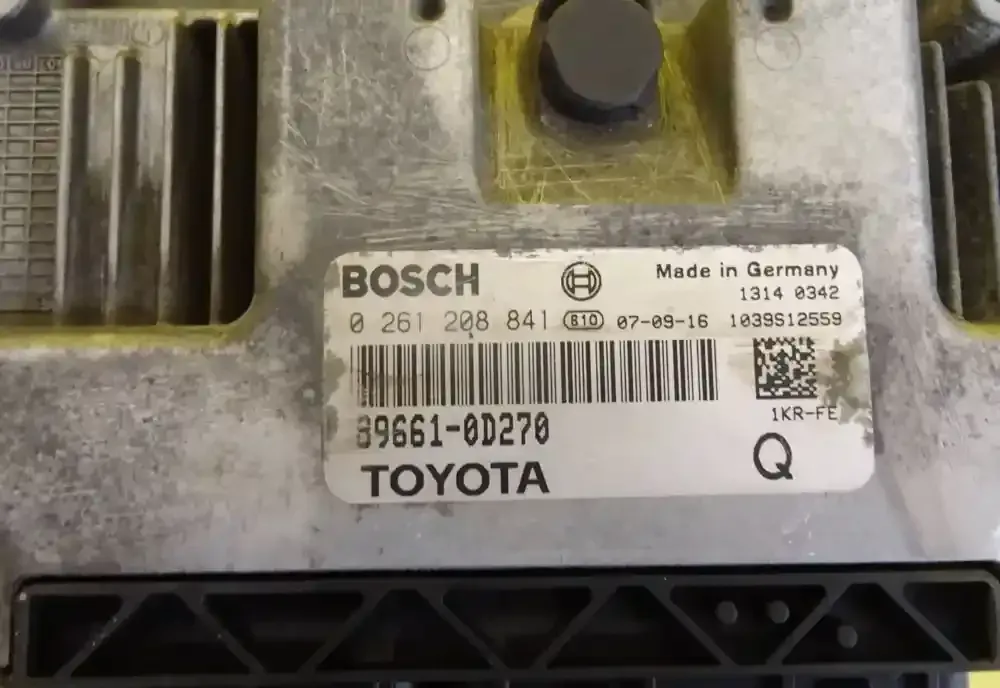 BOSCH
Made in Germany
1314 0342
0 261 208 841 B10 07-09-16 1039S12559
89661-0D270
1KR-FE
TOYOTA
Q